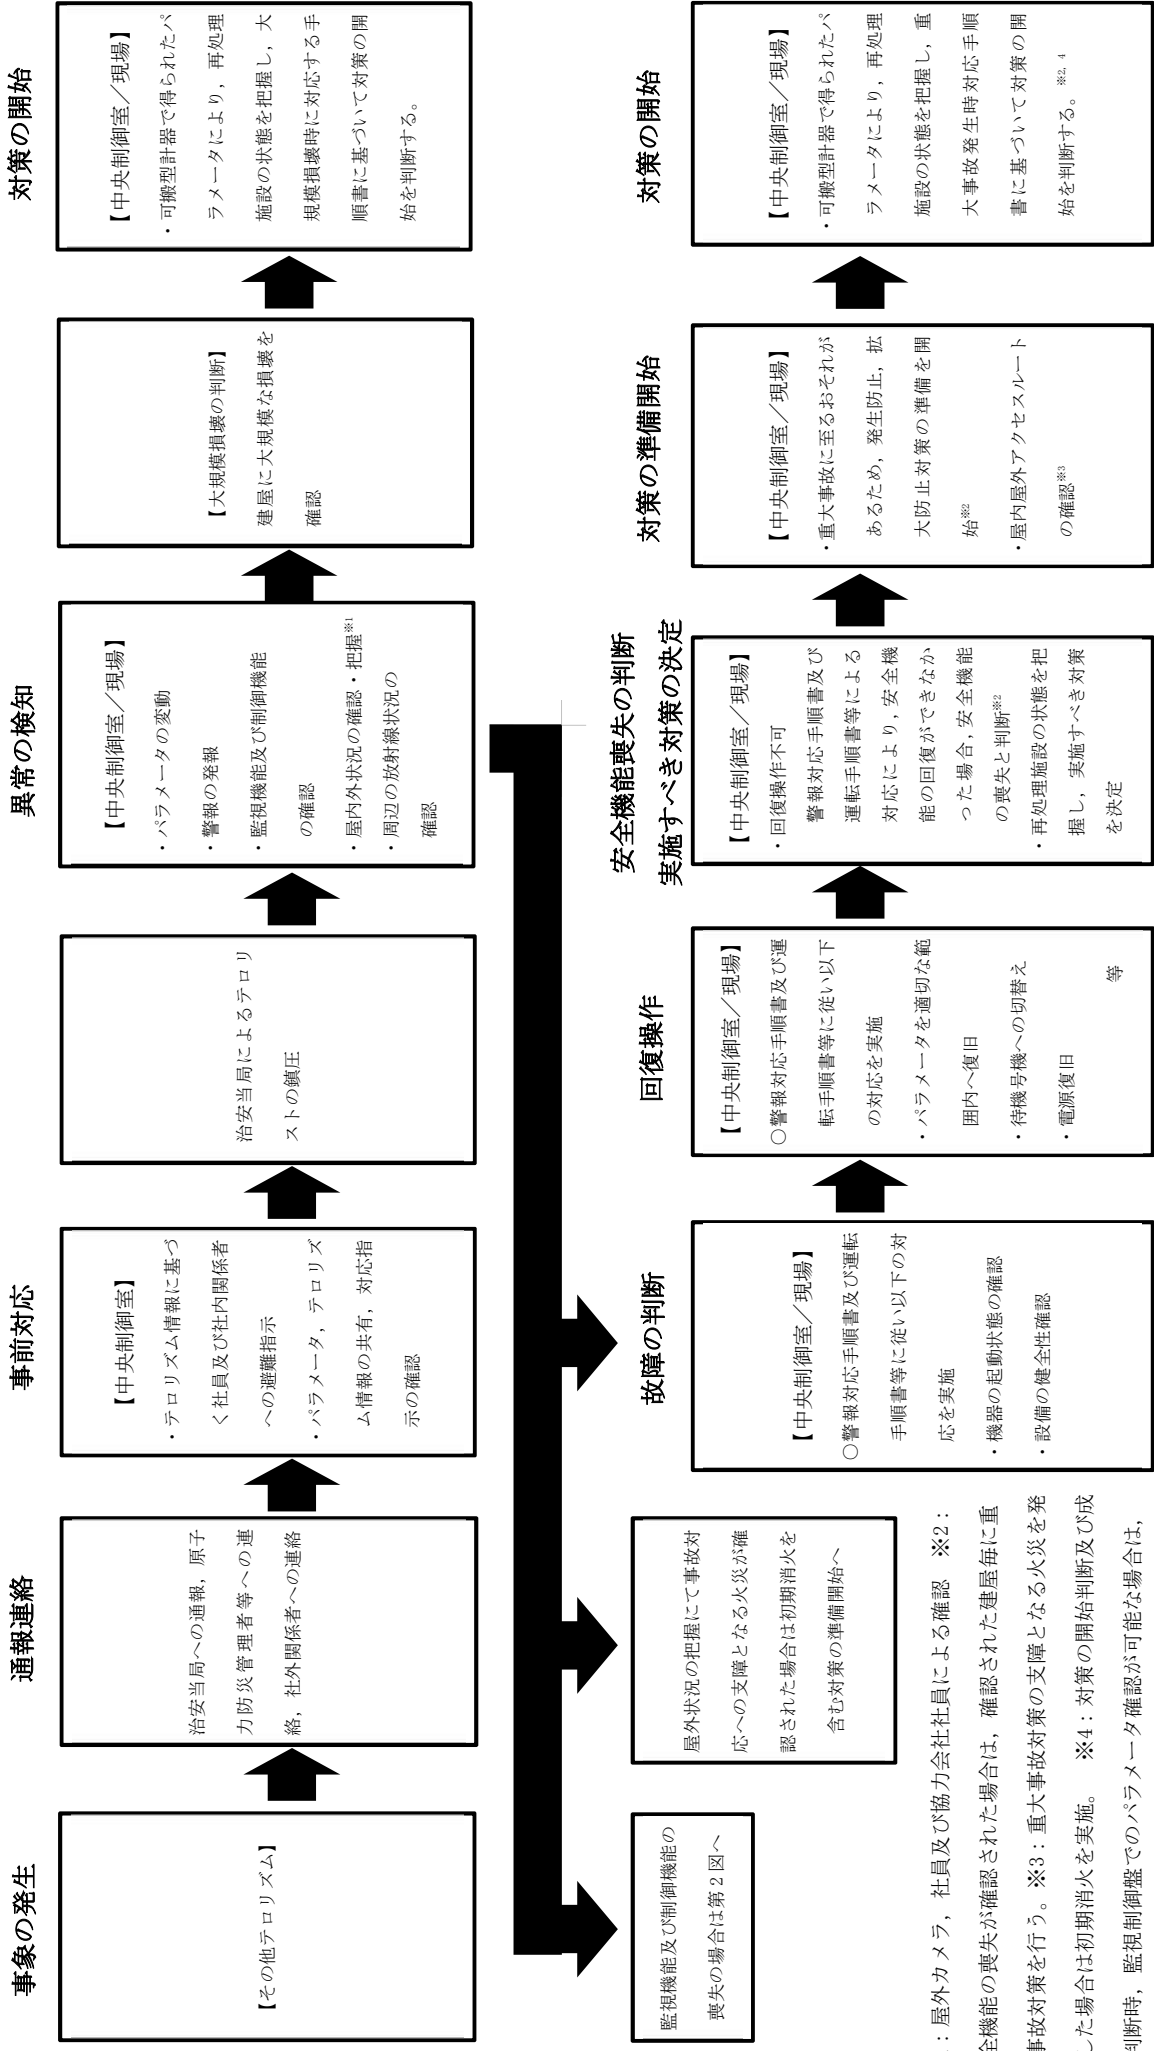 事象の発生
【その他テロリズム】
通報連絡
治安当局への通報，原子
力防災管理者等への連
絡，社外関係者への連絡
事前対応
【中央制御室】
・テロリズム情報に基づ
く社員及び社内関係者
への避難指示
・パラメータ，テロリズ
ム情報の共有，対応指
示の確認
治安当局によるテロリ
ストの鎮圧
異常の検知
【中央制御室／現場】
・パラメータの変動
・警報の発報
・監視機能及び制御機能
の確認
・屋内外状況の確認・把握※1
・周辺の放射線状況の
確認
【大規模損壊の判断】
建屋に大規模な損壊を
確認
対策の開始
【中央制御室／現場】
・可搬型計器で得られたパ
ラメータにより，再処理
施設の状態を把握し，大
規模損壊時に対応する手
順書に基づいて対策の開
始を判断する。
監視機能及び制御機能の
喪失の場合は第２図へ
屋外状況の把握にて事故対
応への支障となる火災が確
認された場合は初期消火を
含む対策の準備開始へ
故障の判断
【中央制御室／現場】
○警報対応手順書及び運転
手順書等に従い以下の対
応を実施
・機器の起動状態の確認
・設備の健全性確認
回復操作
【中央制御室／現場】
○警報対応手順書及び運
転手順書等に従い以下
の対応を実施
・パラメータを適切な範
囲内へ復旧
・待機号機への切替え
・電源復旧
等
安全機能喪失の判断
実施すべき対策の決定
【中央制御室／現場】
・回復操作不可
警報対応手順書及び
運転手順書等による
対応により，安全機
能の回復ができなか
った場合，安全機能
の喪失と判断※2
・再処理施設の状態を把
握し，実施すべき対策
を決定
対策の準備開始
【中央制御室／現場】
・重大事故に至るおそれが
あるため，発生防止，拡
大防止対策の準備を開
始※2
・屋内屋外アクセスルート
の確認※3
対策の開始
【中央制御室／現場】
・可搬型計器で得られたパ
ラメータにより，再処理
施設の状態を把握し，重
大事故発生時対応手順
書に基づいて対策の開
始を判断する。※2, 4
：屋外カメラ，社員及び協力会社社員による確認　※2：
全機能の喪失が確認された場合は，確認された建屋毎に重
事故対策を行う。※3：重大事故対策の支障となる火災を発
した場合は初期消火を実施。　※4：対策の開始判断及び成
判断時，監視制御盤でのパラメータ確認が可能な場合は，